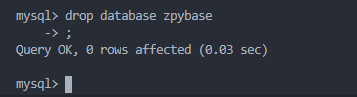 mysql> drop database zpybase
    -> ;
Query OK, 0 rows affected (0.03 sec)
mysql>